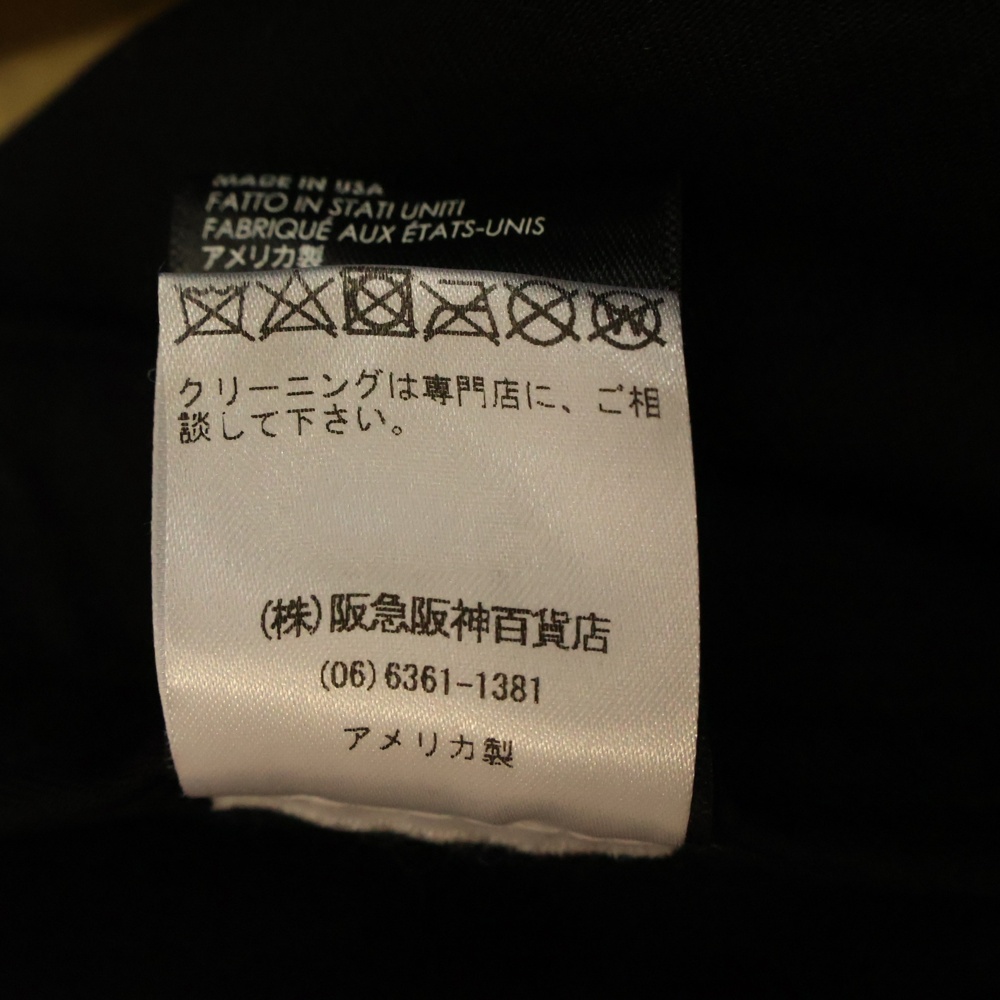 MADE IN USA
FATTO IN STATI UNITI
FABRIQUÉ AUX ÉTATS-UNIS
アメリカ製
W
クリーニングは専門店に、ご相
談して下さい。
(株)阪急阪神百貨店
(06)6361-1381
アメリカ製